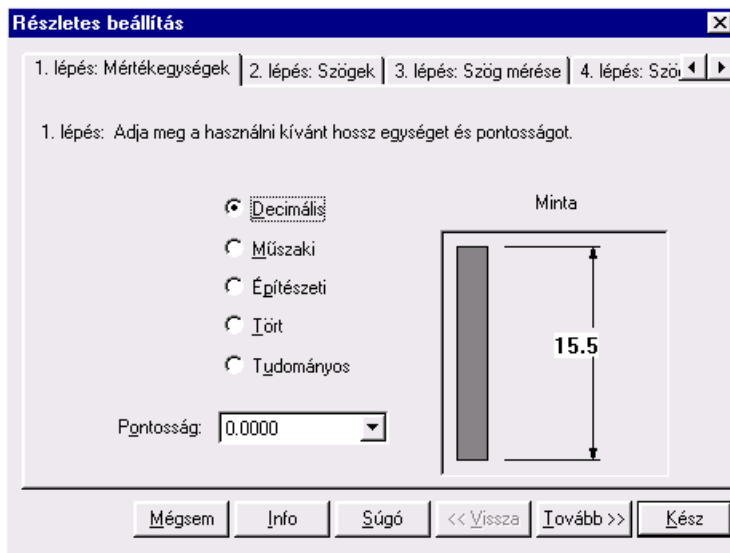 Részletes beállítás
1. lépés: Mértékegységek
2. lépés: Szögek
3. lépés: Szög mérése
4. lépés: Szö
1. lépés: Adja meg a használni kívánt hossz egységet és pontosságot.
Decimális
Műszaki
Építészeti
Tört
Tudományos
Minta
15.5
Pontosság:
0.0000
Mégsem
Info
Súgó
<< Vissza
Tovább >>
Kész